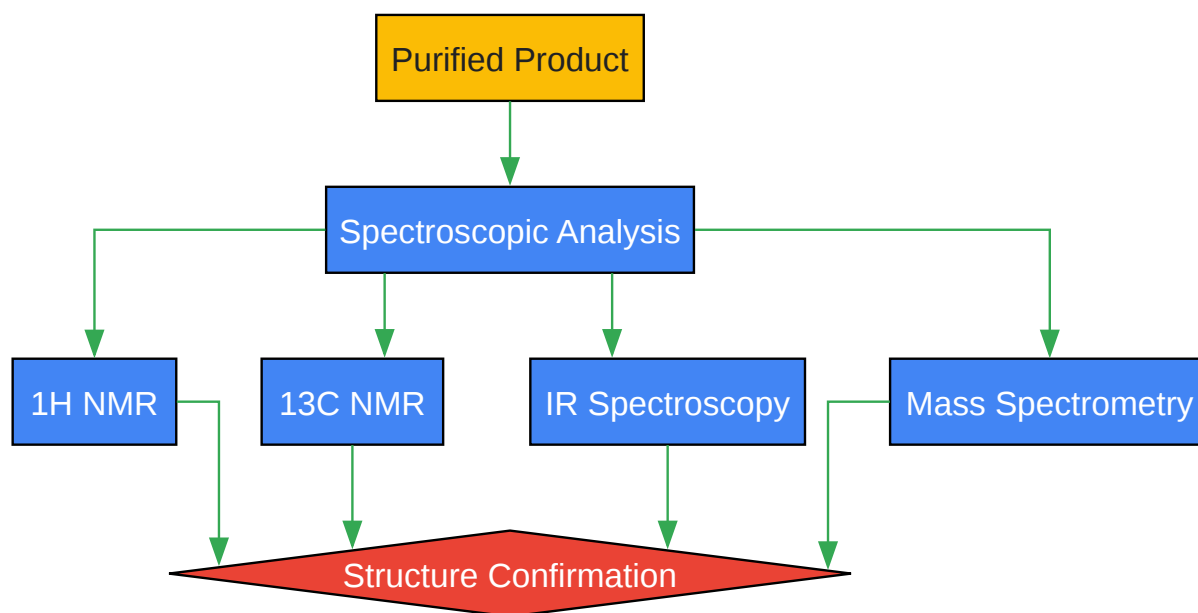 Purified Product
Spectroscopic Analysis
1H NMR
13C NMR
IR Spectroscopy
Mass Spectrometry
Structure Confirmation